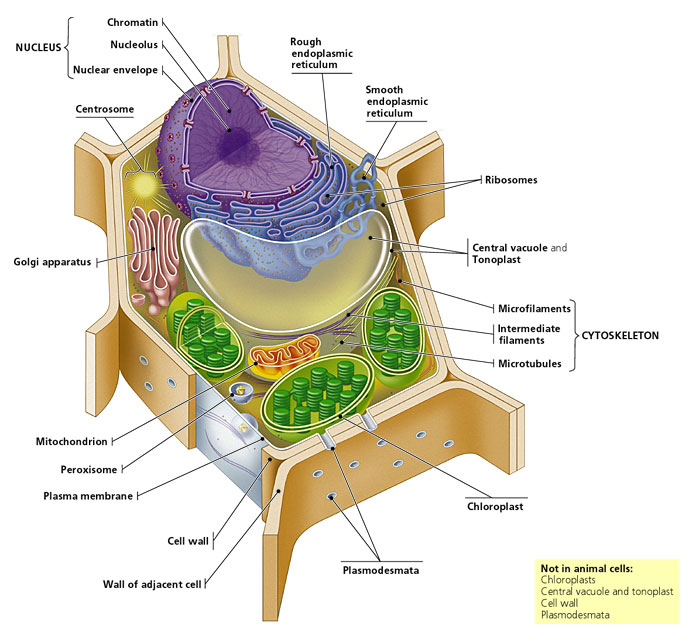 Chromatin
NUCLEUS
Nucleolus
Nuclear envelope
Centrosome
Rough
endoplasmic
reticulum
Smooth
endoplasmic
reticulum
Ribosomes
Central vacuole and
Tonoplast
Golgi apparatus
Microfilaments
Intermediate
filaments
CYTOSKELETON
Microtubules
Mitochondrion
Peroxisome
Plasma membrane
Chloroplast
Cell wall
Plasmodesmata
Wall of adjacent cell
Not in animal cells:
Chloroplasts
Central vacuole and tonoplast
Cell wall
Plasmodesmata